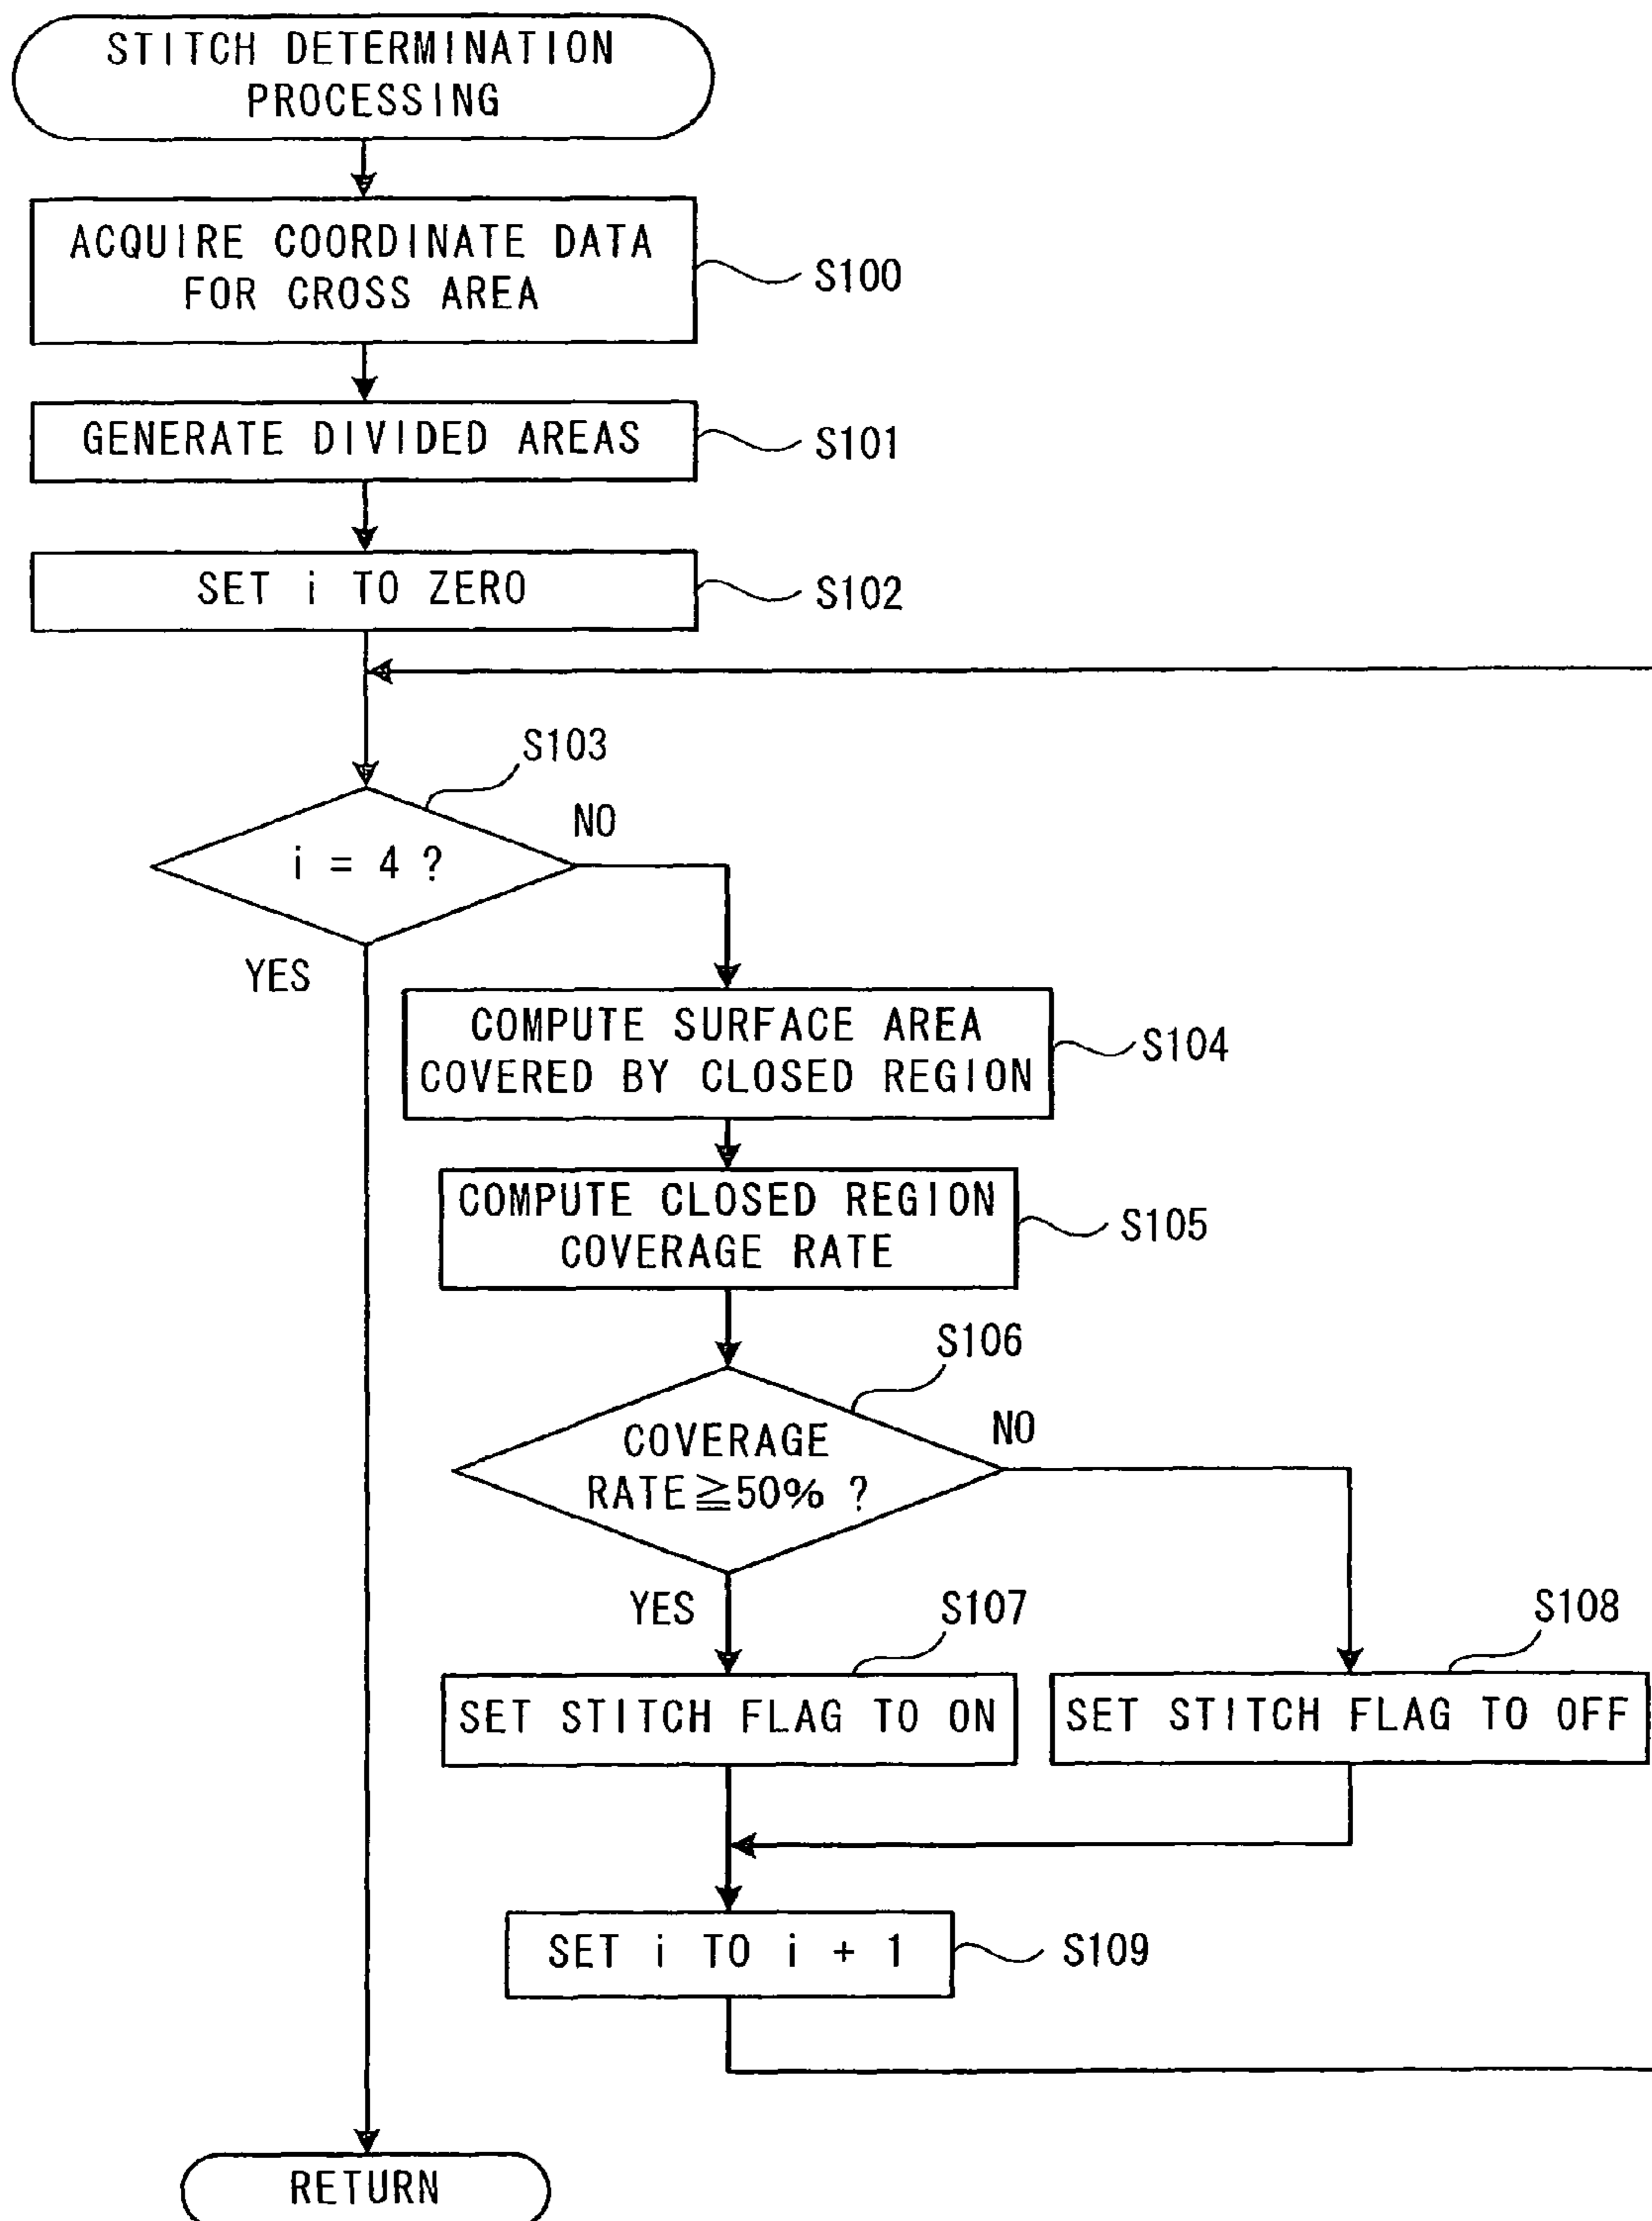 STITCH DETERMINATION
PROCESSING
ACQUIRE COORDINATE DATA
FOR CROSS AREA
S100
GENERATE DIVIDED AREAS
S101
SET i TO ZERO
S102
S103
i = 4 ?
NO
YES
COMPUTE SURFACE AREA
COVERED BY CLOSED REGION
S104
COMPUTE CLOSED REGION
COVERAGE RATE
S105
S106
COVERAGE
RATE≧50% ?
NO
YES
S107
S108
SET STITCH FLAG TO ON
SET STITCH FLAG TO OFF
SET i TO i + 1
S109
RETURN